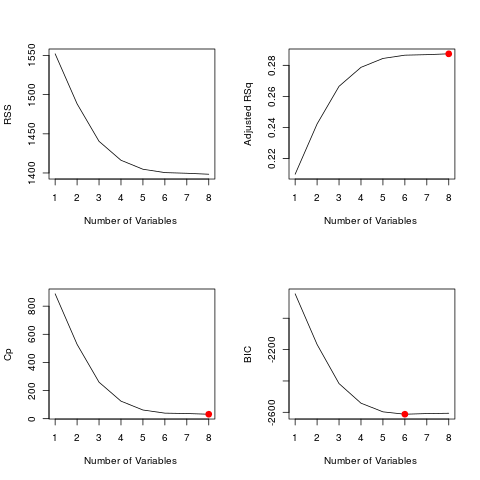 RSS
1400 1450 1500 1550
1 2 3 4 5 6 7 8
Number of Variables
Adjusted RSq
0.22 0.24 0.26 0.28
1 2 3 4 5 6 7 8
Number of Variables
Cp
0 200 400 600 800
1 2 3 4 5 6 7 8
Number of Variables
BIC
-2600 -2200
1 2 3 4 5 6 7 8
Number of Variables